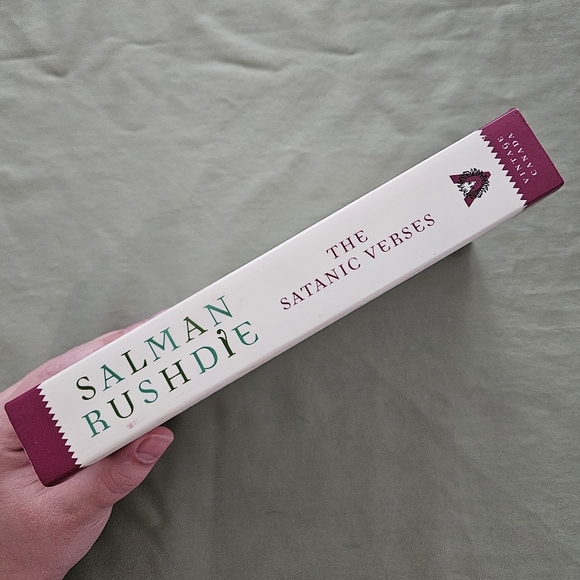 SALMAN
RUSHDIE
THE
SATANIC VERSES
VINTAGE
CANADA